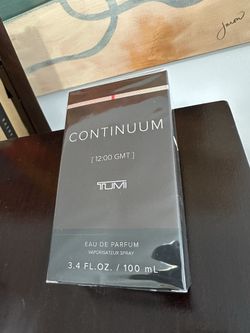 CONTINUUM
[ 12:00 GMT ]
TUMI
EAU DE PARFUM
VAPORISATEUR SPRAY
3.4 FL.OZ. / 100 mL